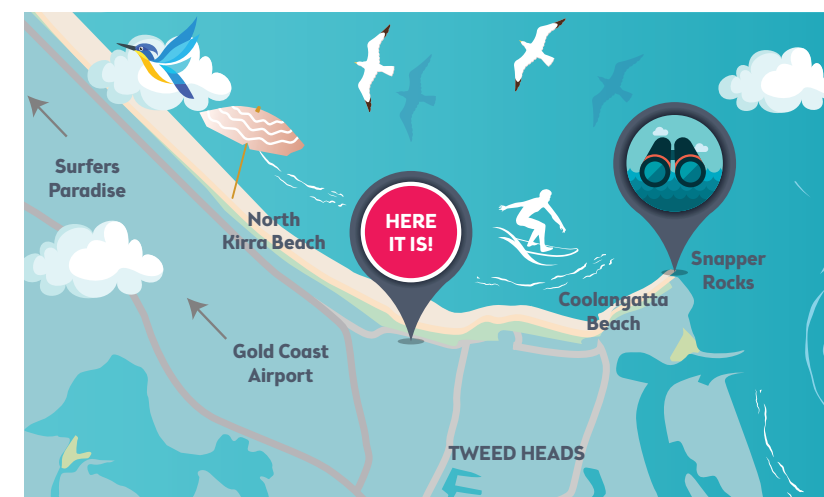 Surfers
Paradise
North
Kirra Beach
HERE
IT IS!
Snapper
Rocks
Coolangatta
Beach
Gold Coast
Airport
TWEED HEADS